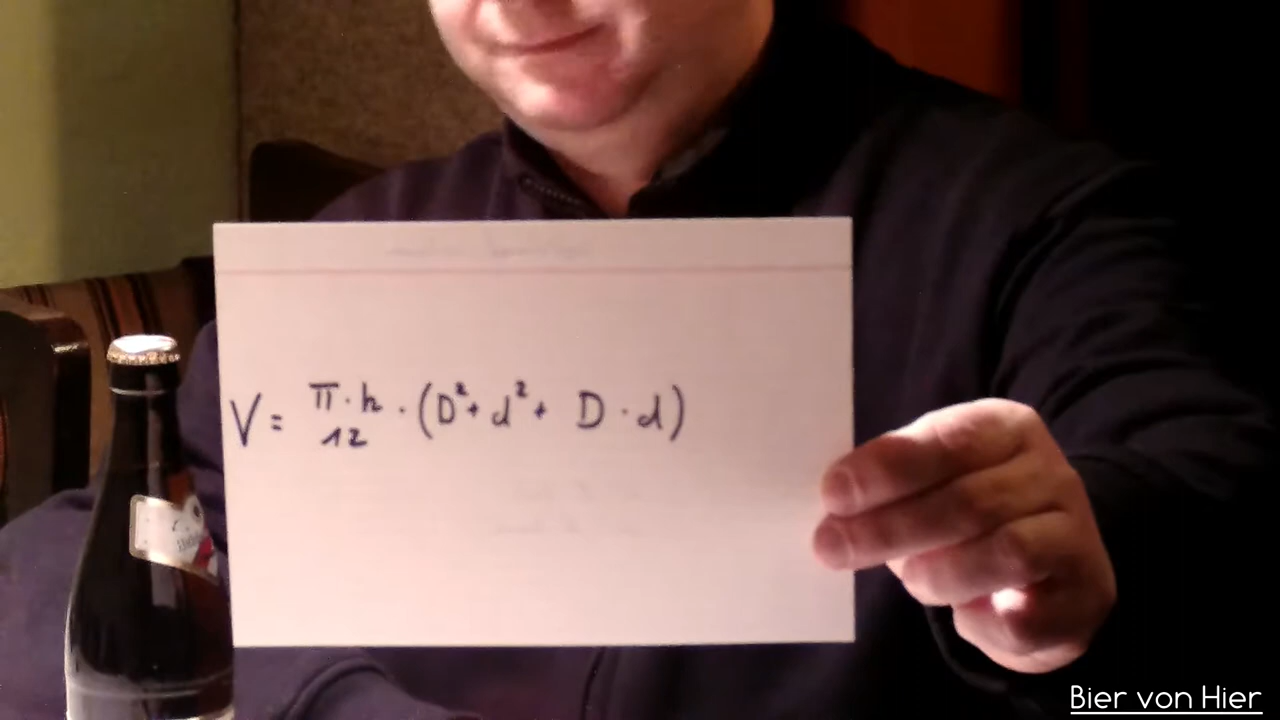 V = π · h / 12 · (D² + d² + D · d)
Bier von Hier